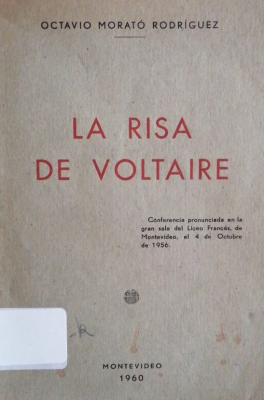 OCTAVIO MORATÓ RODRÍGUEZ
LA RISA
DE VOLTAIRE
Conferencia pronunciada en la
gran sala del Liceo Francés, de
Montevideo, el 4 de Octubre
de 1956.
MONTEVIDEO
1960